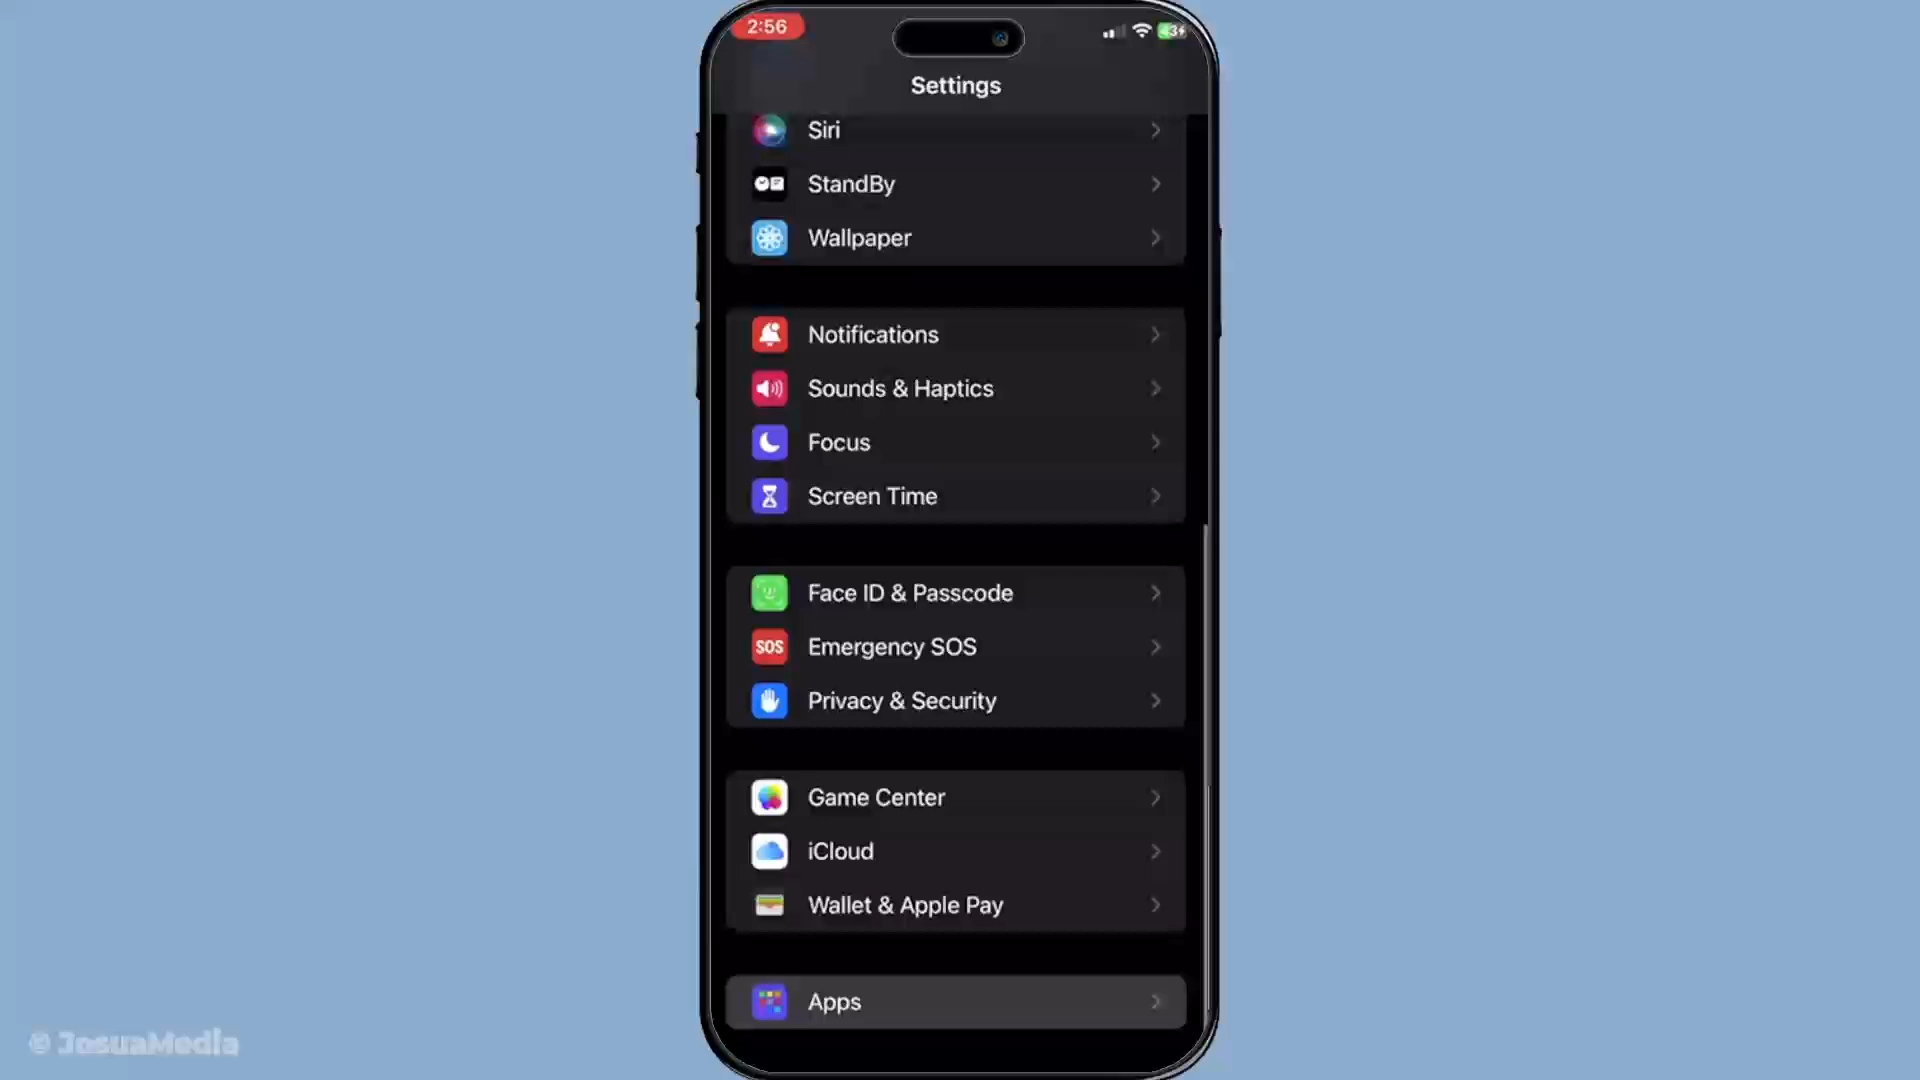 2:56
43
Settings
Siri
StandBy
Wallpaper
Notifications
Sounds & Haptics
Focus
Screen Time
Face ID & Passcode
SOS
Emergency SOS
Privacy & Security
Game Center
iCloud
Wallet & Apple Pay
Apps
© JosuaMedia